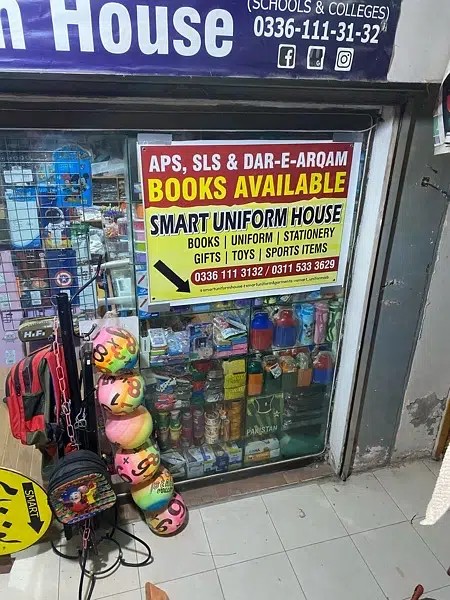 (SCHOOLS & COLLEGES)
House
0336-111-31-32
APS, SLS & DAR-E-ARQAM
BOOKS AVAILABLE
SMART UNIFORM HOUSE
BOOKS | UNIFORM | STATIONERY
GIFTS | TOYS | SPORTS ITEMS
0336 111 3132 / 0311 533 3629
PAKISTAN
SMART